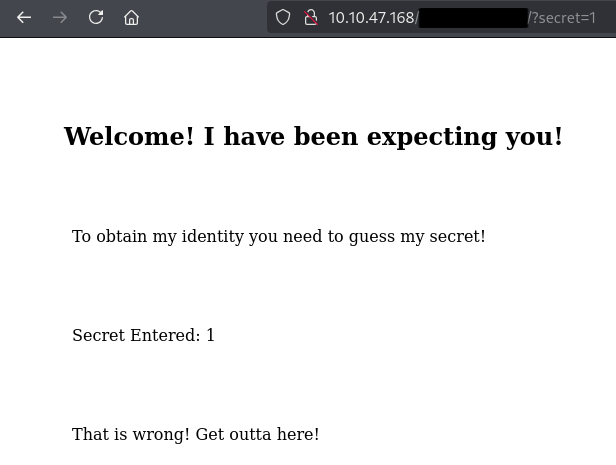 10.10.47.168/ /?secret=1
Welcome! I have been expecting you!
To obtain my identity you need to guess my secret!
Secret Entered: 1
That is wrong! Get outta here!